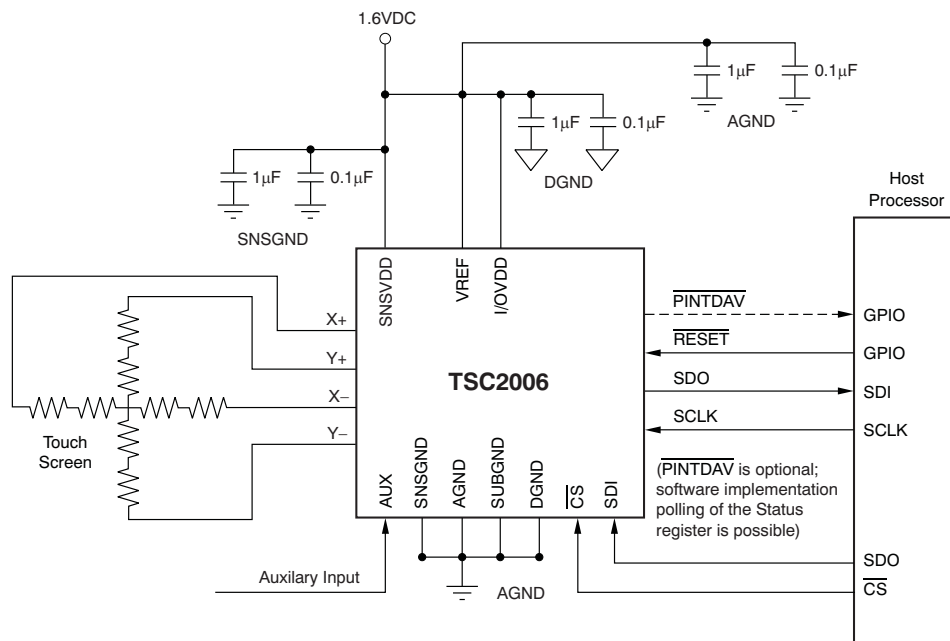 1.6VDC
1μF
0.1μF
AGND
1μF
0.1μF
DGND
1μF
0.1μF
SNSGND
Host
Processor
SNSVDD
VREF
I/OVDD
X+
Y+
X−
Y−
TSC2006
PINTDAV
RESET
SDO
SCLK
GPIO
GPIO
SDI
SCLK
Touch
Screen
(PINTDAV is optional;
software implementation
polling of the Status
register is possible)
AUX
SNSGND
AGND
SUBGND
DGND
CS
SDI
SDO
CS
Auxilary Input
AGND